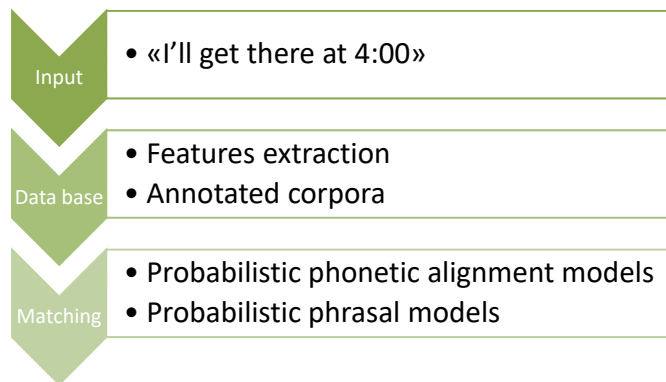 Input
• «I’ll get there at 4:00»
Data base
• Features extraction
• Annotated corpora
Matching
• Probabilistic phonetic alignment models
• Probabilistic phrasal models